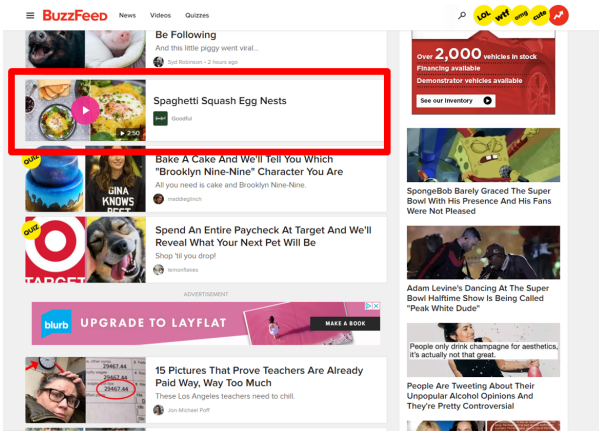 BuzzFeed News Videos Quizzes
LOL wtf omg cute
Be Following
And this little piggy went viral...
Syd Robinson • 2 hours ago
2:50
Spaghetti Squash Egg Nests
Goodful
QUIZ
GINA
KNOWS
BEST
Bake A Cake And We'll Tell You Which
"Brooklyn Nine-Nine" Character You Are
All you need is cake and Brooklyn Nine-Nine.
maddieglrich
QUIZ
TARGET
Spend An Entire Paycheck At Target And We'll
Reveal What Your Next Pet Will Be
Shop 'til you drop!
lemonflakes
ADVERTISEMENT
blurb UPGRADE TO LAYFLAT MAKE A BOOK
29467.44
29467.44
29467.44
15 Pictures That Prove Teachers Are Already
Paid Way, Way Too Much
These Los Angeles teachers need to chill.
Jon-Michael Poff
Over 2,000 vehicles in stock
Financing available
Demonstrator vehicles available
See our Inventory
SpongeBob Barely Graced The Super
Bowl With His Presence And His Fans
Were Not Pleased
Adam Levine's Dancing At The Super
Bowl Halftime Show Is Being Called
"Peak White Dude"
People only drink champagne for aesthetics,
it's actually not that great.
People Are Tweeting About Their
Unpopular Alcohol Opinions And
They're Pretty Controversial